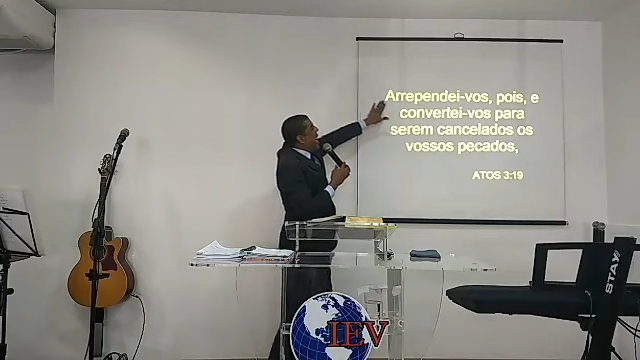 Arrependei-vos, pois, e
convertei-vos para
serem cancelados os
vossos pecados,
ATOS 3:19
IEV
STAY